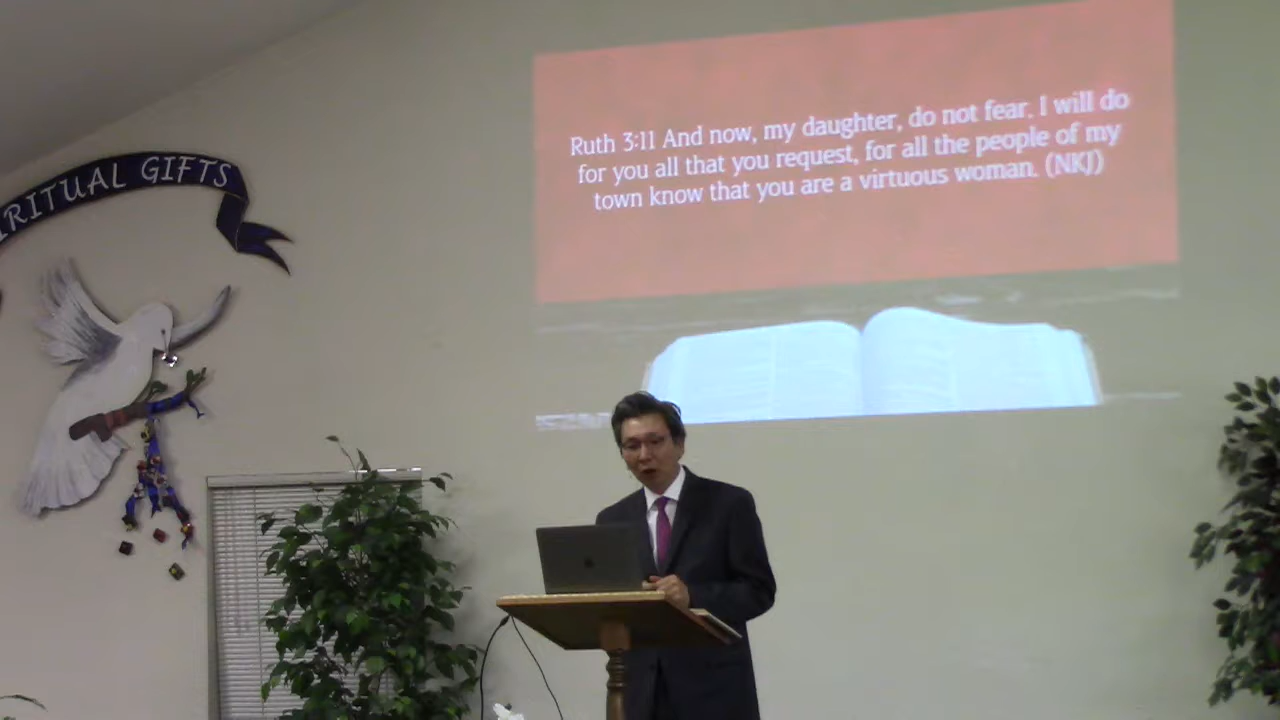 RITUAL GIFTS
Ruth 3:11 And now, my daughter, do not fear. I will do
for you all that you request, for all the people of my
town know that you are a virtuous woman. (NKJ)